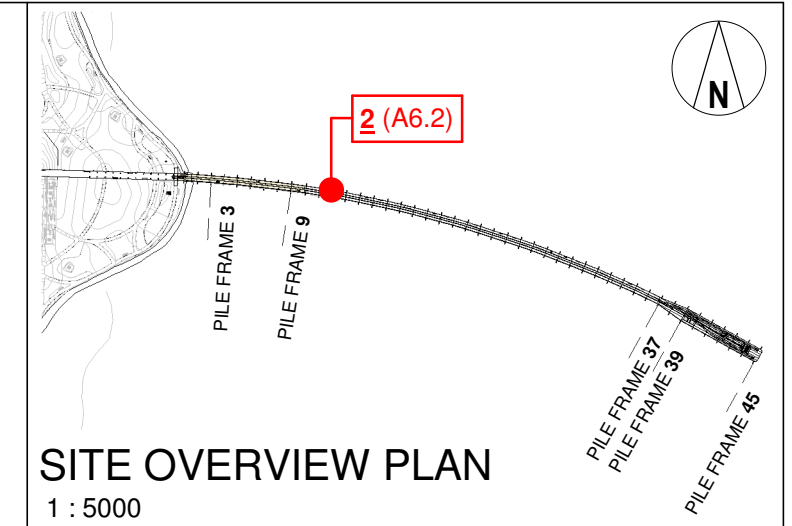 N
2 (A6.2)
PILE FRAME 3
PILE FRAME 9
PILE FRAME 37
PILE FRAME 39
PILE FRAME 45
SITE OVERVIEW PLAN
1 : 5000